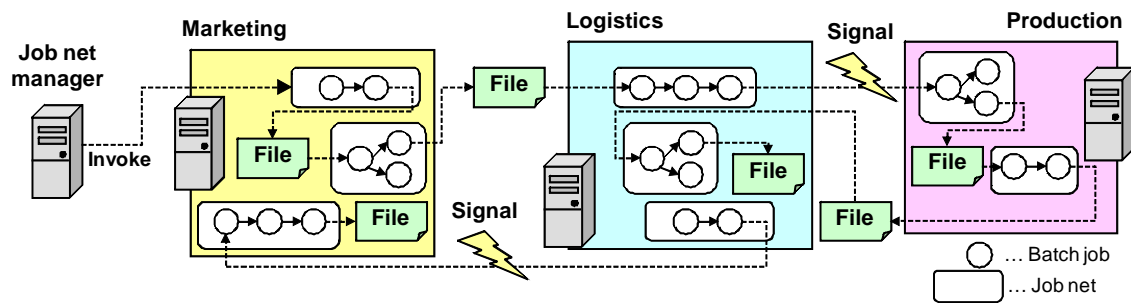 Marketing
Logistics
Signal
Production
Job net
manager
File
Invoke
File
File
File
File
File
Signal
… Batch job
… Job net